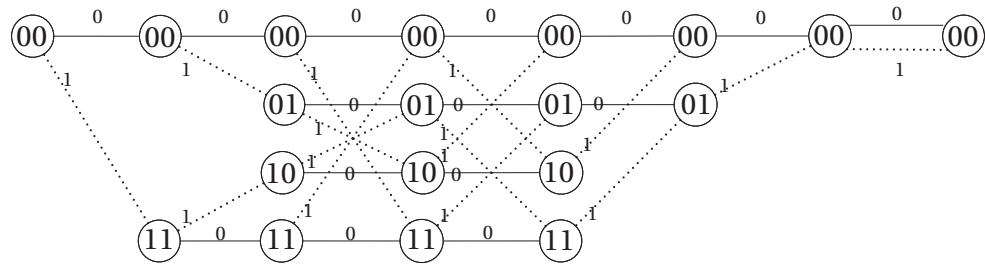 0 0 0 0 0 0 0
00 00 00 00 00 00 00 00
1 1 1 1 1
01 0 01 0 01 0 01 1
1 1
10 1 0 10 1 0 10 1
11 1 0 11 1 0 11 1 0 11 1